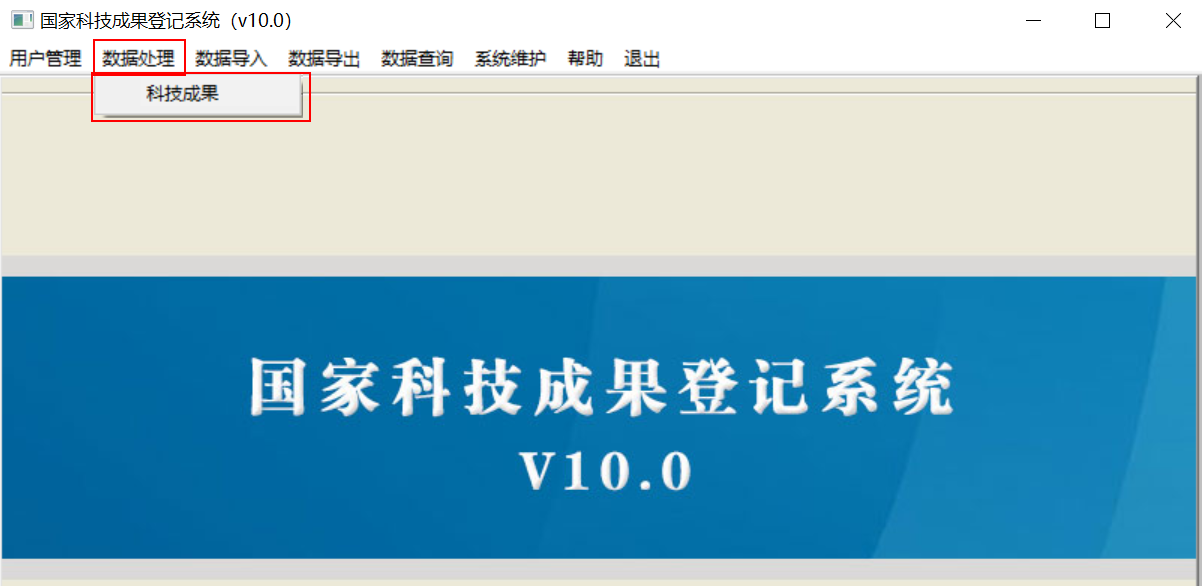 国家科技成果登记系统（v10.0）
用户管理 数据处理 数据导入 数据导出 数据查询 系统维护 帮助 退出
科技成果
国家科技成果登记系统
V10.0